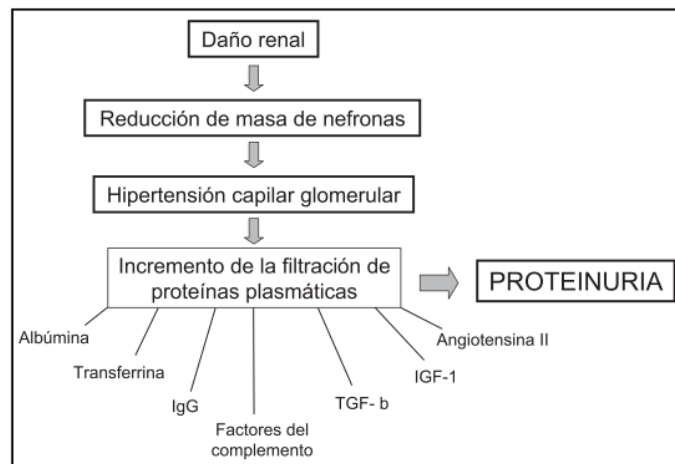 Daño renal
Reducción de masa de nefronas
Hipertensión capilar glomerular
Incremento de la filtración de
proteínas plasmáticas
PROTEINURIA
Albúmina
Transferrina
IgG
Factores del
complemento
TGF- b
IGF-1
Angiotensina II